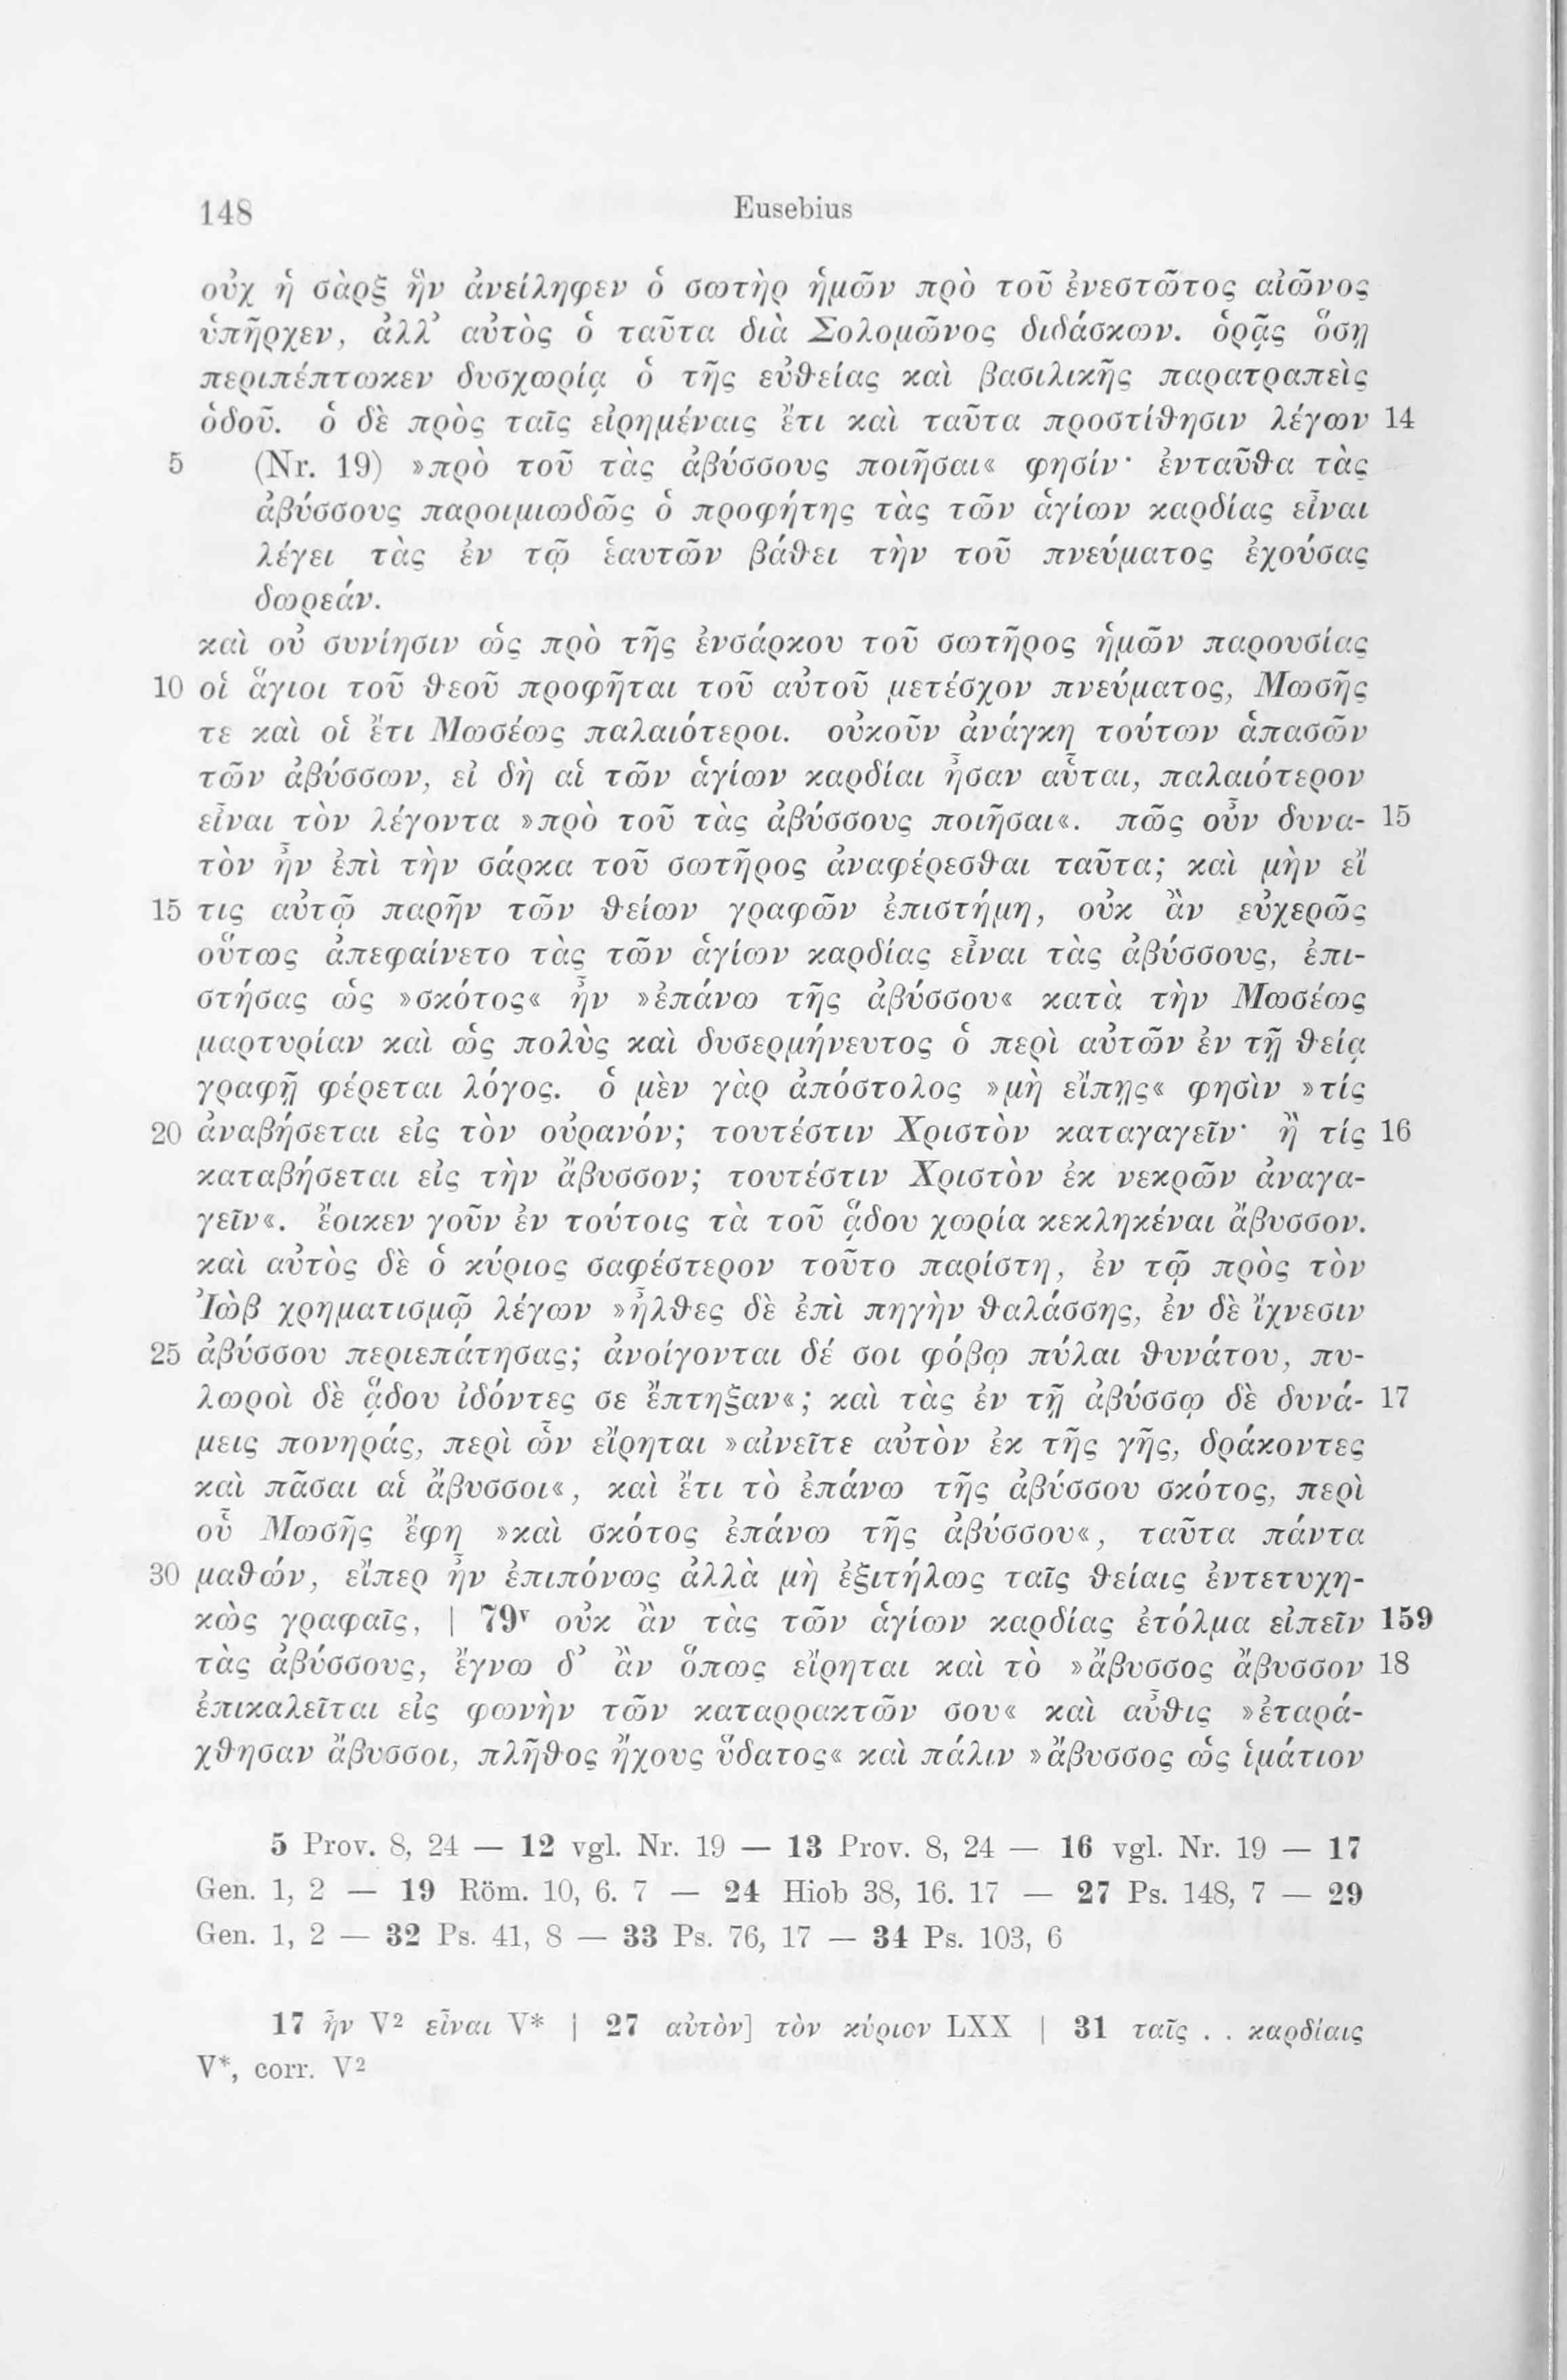 148 Eusebius
οὐχ ἡ σὰρξ ἣν ἀνείληφεν ὁ σωτὴρ ἡμῶν πρὸ τοῦ ἐνεστῶτος αἰῶνος
ὑπῆρχεν, ἀλλ’ αὐτὸς ὁ ταῦτα διὰ Σολομῶνος διδάσκων. ὁρᾷς ὅσῃ
περιπέπτωκεν δυσχωρίᾳ ὁ τῆς εὐθείας καὶ βασιλικῆς παρατραπεὶς
ὁδοῦ. ὁ δὲ πρὸς ταῖς εἰρημέναις ἔτι καὶ ταῦτα προστίθησιν λέγων 14
5 (Nr. 19) »πρὸ τοῦ τὰς ἀβύσσους ποιῆσαι« φησίν· ἐνταῦθα τὰς
ἀβύσσους παροιμιωδῶς ὁ προφήτης τὰς τῶν ἁγίων καρδίας εἶναι
λέγει τὰς ἐν τῷ ἑαυτῶν βάθει τὴν τοῦ πνεύματος ἐχούσας
δωρεάν.
καὶ οὐ συνίησιν ὡς πρὸ τῆς ἐνσάρκου τοῦ σωτῆρος ἡμῶν παρουσίας
10 οἱ ἅγιοι τοῦ θεοῦ προφῆται τοῦ αὐτοῦ μετέσχον πνεύματος, Μωσῆς
τε καὶ οἱ ἔτι Μωσέως παλαιότεροι. οὐκοῦν ἀνάγκη τούτων ἁπασῶν
τῶν ἀβύσσων, εἰ δὴ αἱ τῶν ἁγίων καρδίαι ἦσαν αὗται, παλαιότερον
εἶναι τὸν λέγοντα »πρὸ τοῦ τὰς ἀβύσσους ποιῆσαι«. πῶς οὖν δυνα- 15
τὸν ἦν ἐπὶ τὴν σάρκα τοῦ σωτῆρος ἀναφέρεσθαι ταῦτα; καὶ μὴν εἴ
15 τις αὐτῷ παρῆν τῶν θείων γραφῶν ἐπιστήμη, οὐκ ἂν εὐχερῶς
οὕτως ἀπεφαίνετο τὰς τῶν ἁγίων καρδίας εἶναι τὰς ἀβύσσους, ἐπι-
στήσας ὡς »σκότος« ἦν »ἐπάνω τῆς ἀβύσσου« κατὰ τὴν Μωσέως
μαρτυρίαν καὶ ὡς πολὺς καὶ δυσερμήνευτος ὁ περὶ αὐτῶν ἐν τῇ θείᾳ
γραφῇ φέρεται λόγος. ὁ μὲν γὰρ ἀπόστολος »μὴ εἴπῃς« φησὶν »τίς
20 ἀναβήσεται εἰς τὸν οὐρανόν; τουτέστιν Χριστὸν καταγαγεῖν· ἢ τίς 16
καταβήσεται εἰς τὴν ἄβυσσον; τουτέστιν Χριστὸν ἐκ νεκρῶν ἀναγα-
γεῖν«. ἔοικεν γοῦν ἐν τούτοις τὰ τοῦ ᾅδου χωρία κεκληκέναι ἄβυσσον.
καὶ αὐτὸς δὲ ὁ κύριος σαφέστερον τοῦτο παρίστη, ἐν τῷ πρὸς τὸν
Ἰὼβ χρηματισμῷ λέγων »ἦλθες δὲ ἐπὶ πηγὴν θαλάσσης, ἐν δὲ ἴχνεσιν
25 ἀβύσσου περιεπάτησας; ἀνοίγονται δέ σοι φόβῳ πύλαι θυνάτου, πυ-
λωροὶ δὲ ᾅδου ἰδόντες σε ἔπτηξαν«; καὶ τὰς ἐν τῇ ἀβύσσῳ δὲ δυνά- 17
μεις πονηράς, περὶ ὧν εἴρηται »αἰνεῖτε αὐτὸν ἐκ τῆς γῆς, δράκοντες
καὶ πᾶσαι αἱ ἄβυσσοι«, καὶ ἔτι τὸ ἐπάνω τῆς ἀβύσσου σκότος, περὶ
οὗ Μωσῆς ἔφη »καὶ σκότος ἐπάνω τῆς ἀβύσσου«, ταῦτα πάντα
30 μαθών, εἴπερ ἦν ἐπιπόνως ἀλλὰ μὴ ἐξιτήλως ταῖς θείαις ἐντετυχη-
κὼς γραφαῖς, | 79ᵛ οὐκ ἂν τὰς τῶν ἁγίων καρδίας ἐτόλμα εἰπεῖν 159
τὰς ἀβύσσους, ἔγνω δ’ ἂν ὅπως εἴρηται καὶ τὸ »ἄβυσσος ἄβυσσον 18
ἐπικαλεῖται εἰς φωνὴν τῶν καταρρακτῶν σου« καὶ αὖθις »ἐταρά-
χθησαν ἄβυσσοι, πλῆθος ἤχους ὕδατος« καὶ πάλιν »ἄβυσσος ὡς ἱμάτιον
5 Prov. 8, 24 — 12 vgl. Nr. 19 — 13 Prov. 8, 24 — 16 vgl. Nr. 19 — 17
Gen. 1, 2 — 19 Röm. 10, 6. 7 — 24 Hiob 38, 16. 17 — 27 Ps. 148, 7 — 29
Gen. 1, 2 — 32 Ps. 41, 8 — 33 Ps. 76, 17 — 34 Ps. 103, 6
17 ἦν V² εἶναι V* | 27 αὐτὸν] τὸν κύριον LXX | 31 ταῖς . . καρδίαις
V*, corr. V²